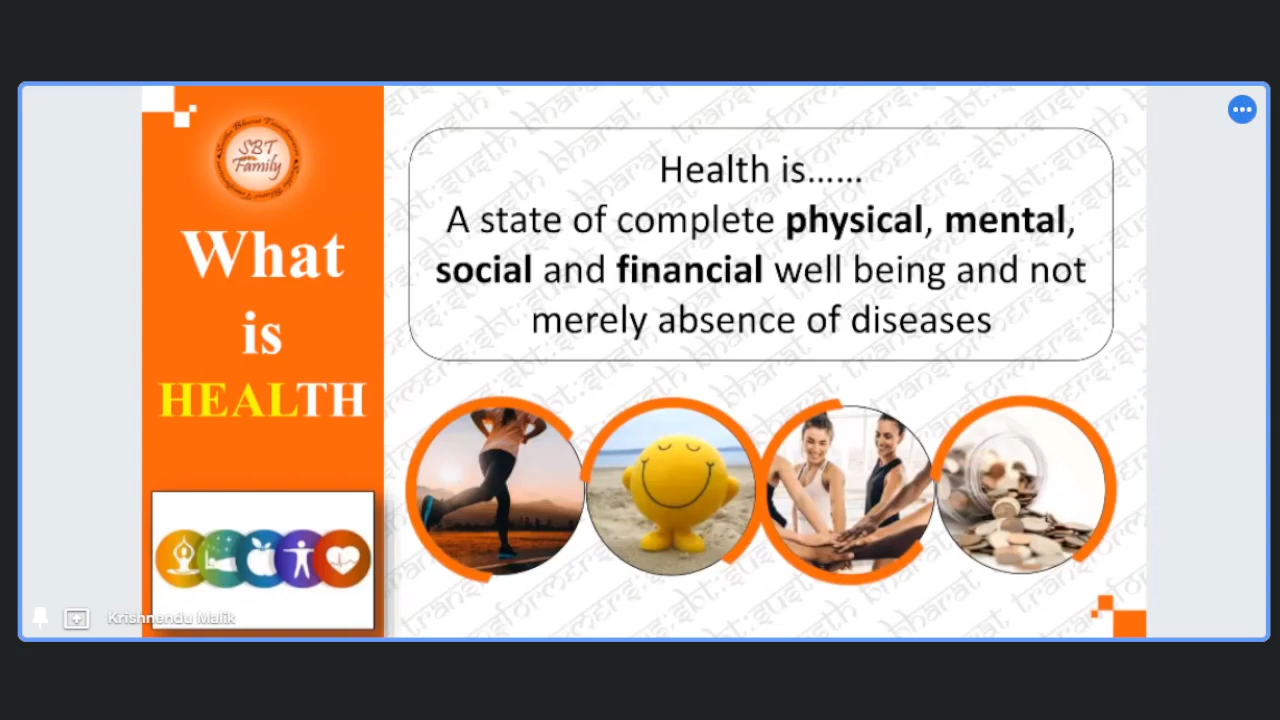 SBT
Family
What
is
HEALTH
Health is......
A state of complete physical, mental,
social and financial well being and not
merely absence of diseases
Krishnendu Malik